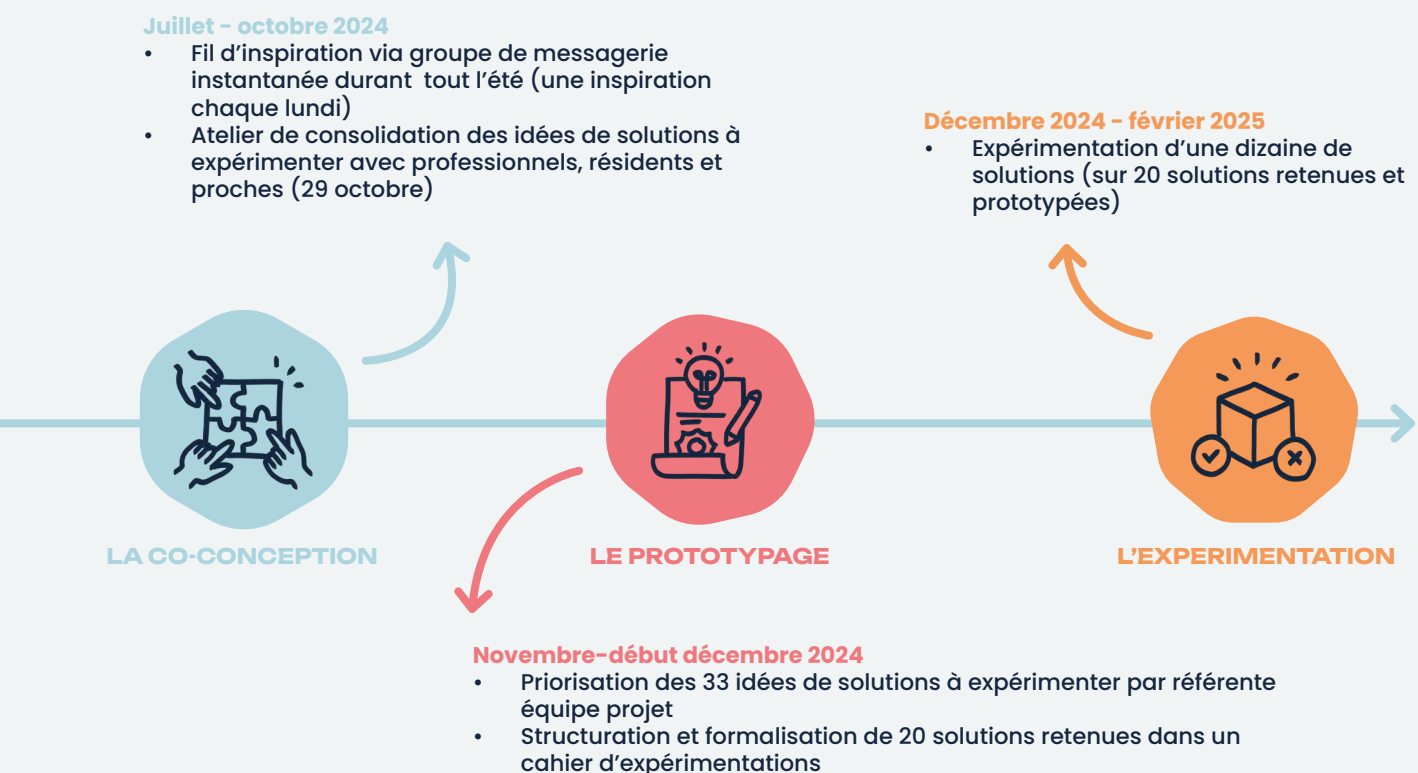 Juillet - octobre 2024
• Fil d'inspiration via groupe de messagerie
instantanée durant tout l'été (une inspiration
chaque lundi)
• Atelier de consolidation des idées de solutions à
expérimenter avec professionnels, résidents et
proches (29 octobre)
Décembre 2024 - février 2025
• Expérimentation d'une dizaine de
solutions (sur 20 solutions retenues et
prototypées)
LA CO-CONCEPTION
LE PROTOTYPAGE
L'EXPERIMENTATION
Novembre-début décembre 2024
• Priorisation des 33 idées de solutions à expérimenter par référente
équipe projet
• Structuration et formalisation de 20 solutions retenues dans un
cahier d'expérimentations